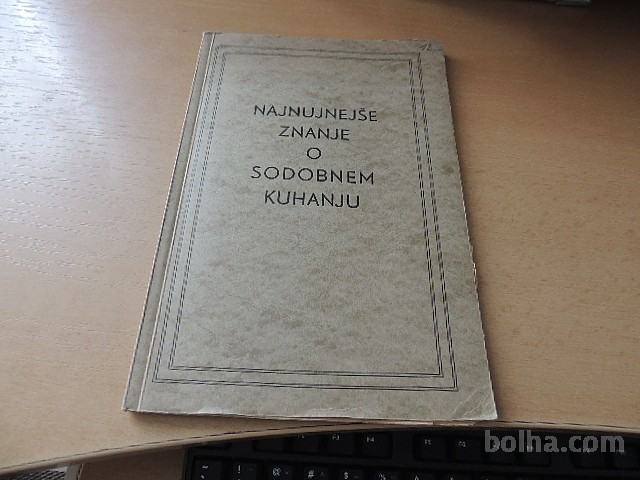 NAJNUJNEJŠE
ZNANJE
O
SODOBNEM
KUHANJU
bolha.com